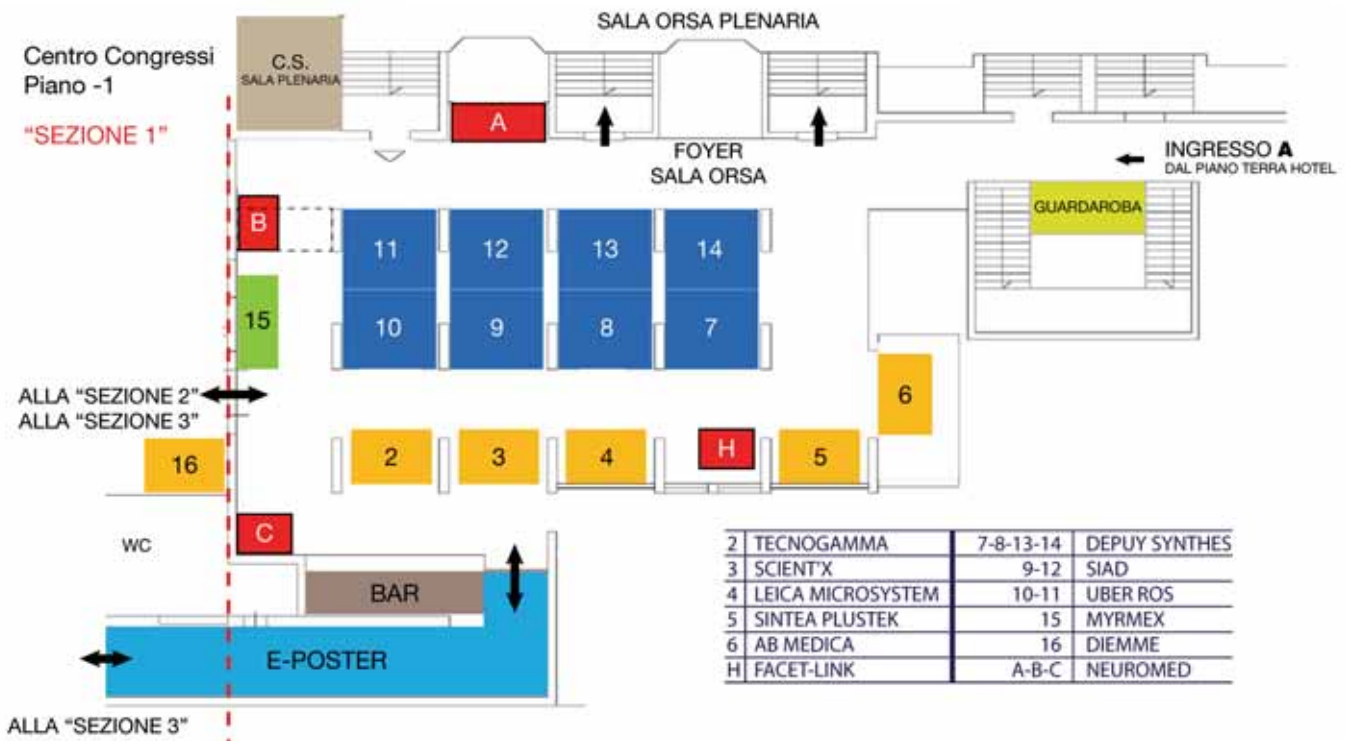 SALA ORSA PLENARIA
Centro Congressi
Piano -1
"SEZIONE 1"
C.S.
SALA PLENARIA
A
FOYER
SALA ORSA
INGRESSO A
DAL PIANO TERRA HOTEL
GUARDAROBA
B
11
12
13
14
15
10
9
8
7
6
ALLA "SEZIONE 2"
ALLA "SEZIONE 3"
16
2
3
4
H
5
C
WC
BAR
E-POSTER
ALLA "SEZIONE 3"
2 TECNOGAMMA 7-8-13-14 DEPUY SYNTHES
3 SCIENT'X 9-12 SIAD
4 LEICA MICROSYSTEM 10-11 UBER ROS
5 SINTEA PLUSTEK 15 MYRMEX
6 AB MEDICA 16 DIEMME
H FACET-LINK A-B-C NEUROMED